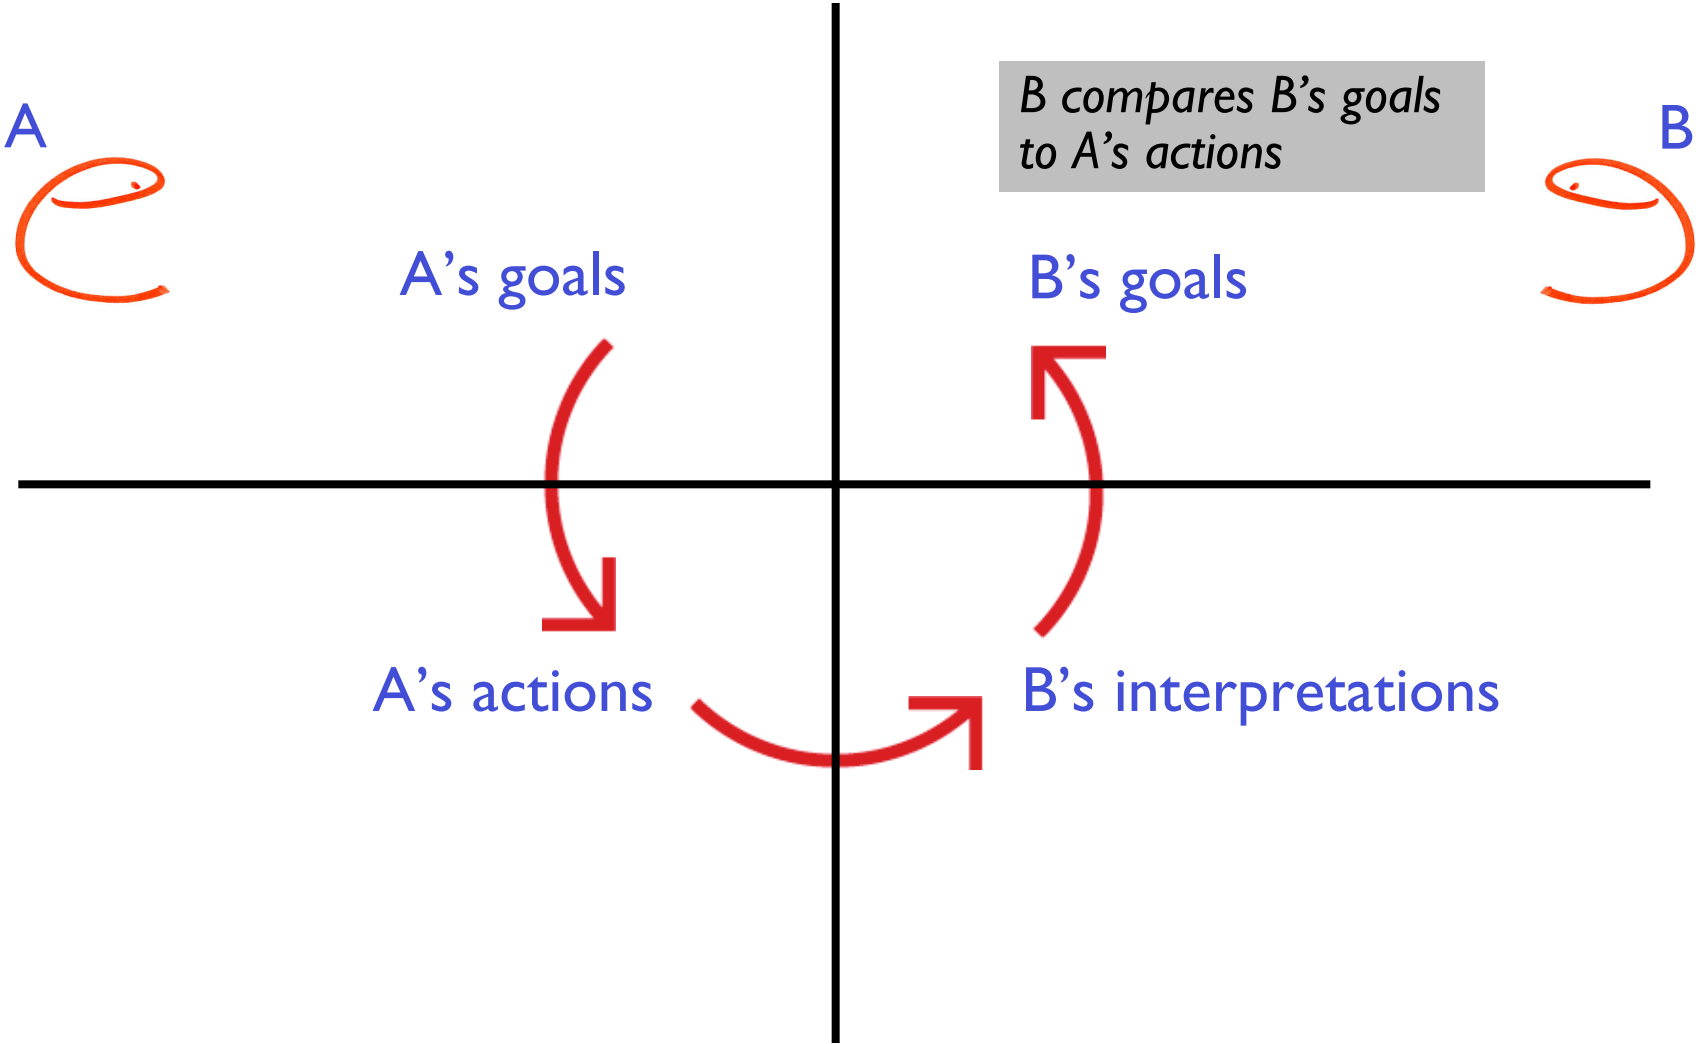 A
B compares B’s goals
to A’s actions
B
A’s goals
B’s goals
A’s actions
B’s interpretations